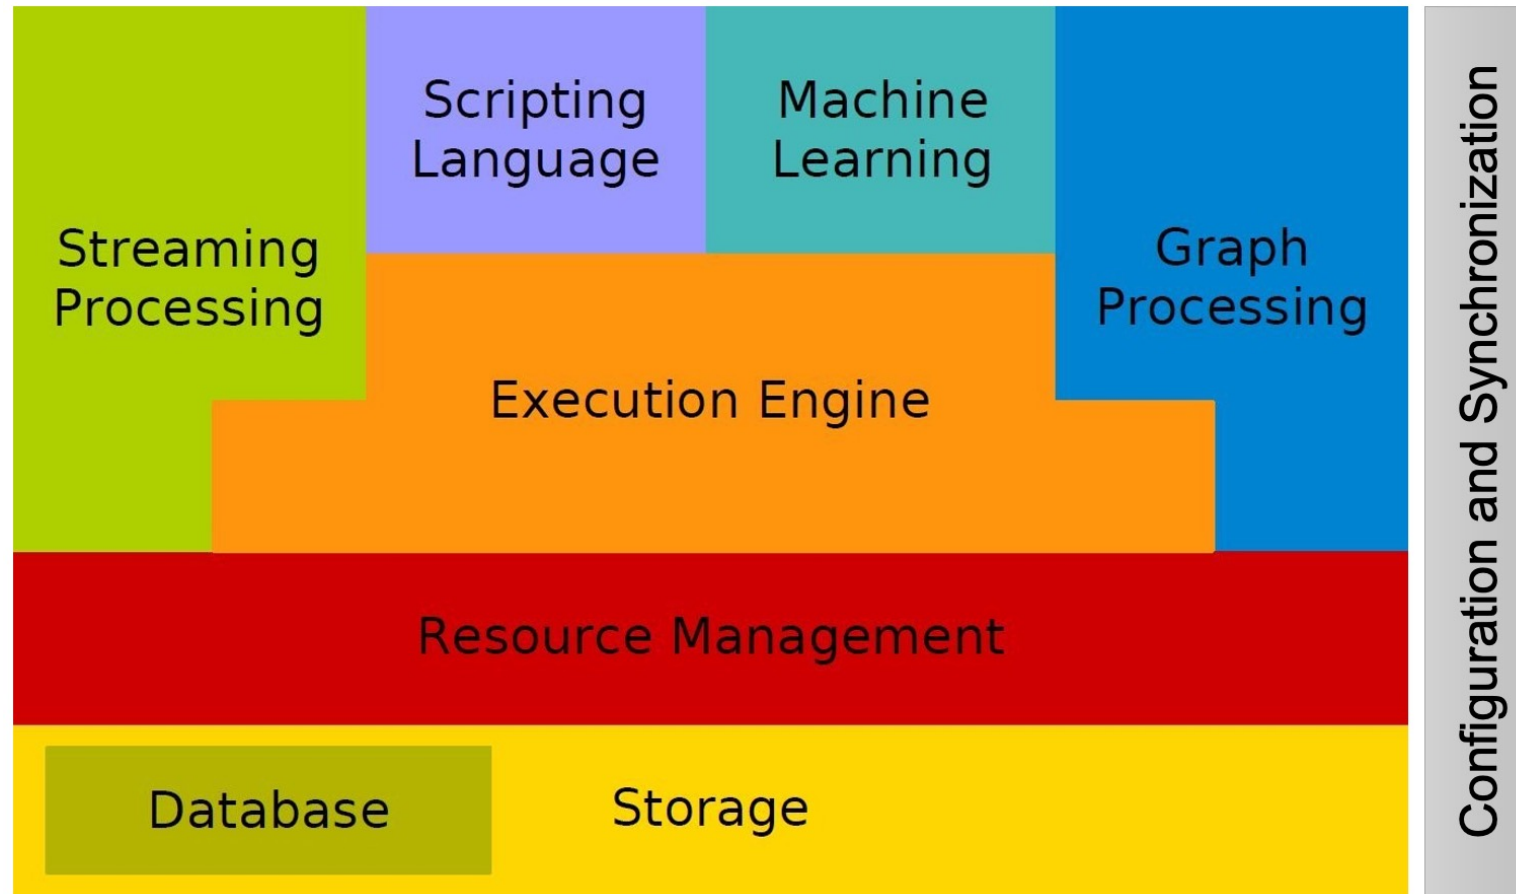 Scripting
Language
Machine
Learning
Streaming
Processing
Graph
Processing
Execution Engine
Resource Management
Database
Storage
Configuration and Synchronization